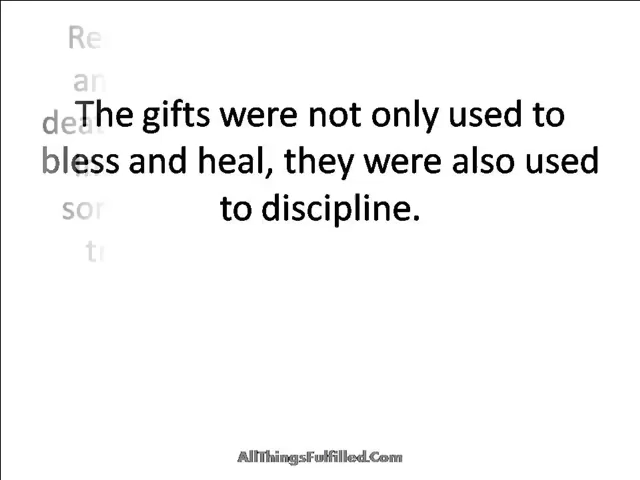 The gifts were not only used to
bless and heal, they were also used
to discipline.
AllThingsFulfilled.Com